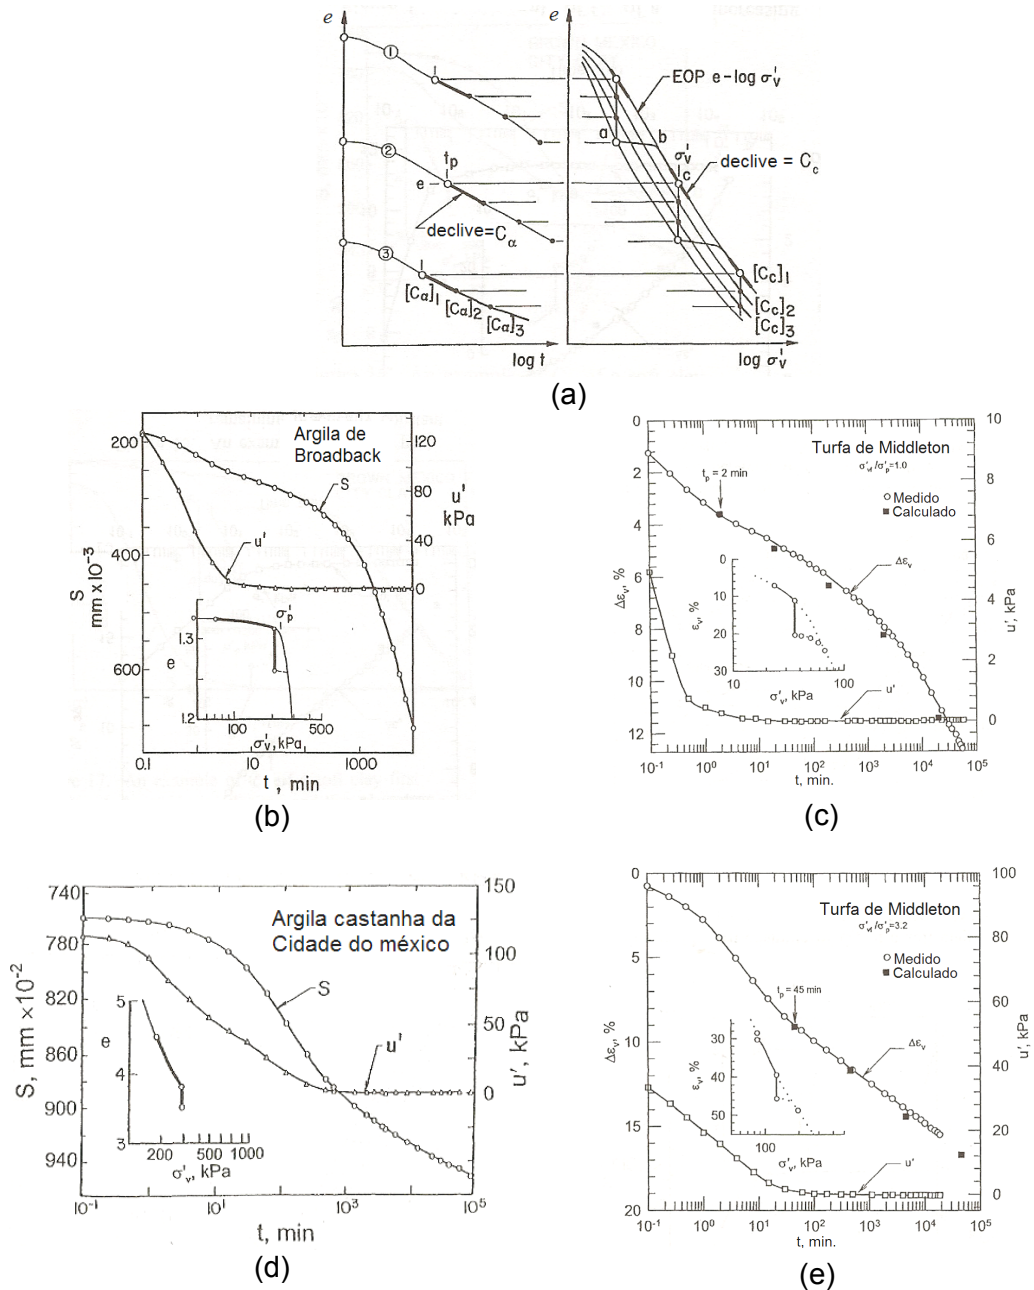 e
e
①
EOP e-log σ'v
a
b
②
tp
σ'v
c
declive = Cc
e
declive=Cα
③
[Cc]1
[Cα]1
[Cα]2
[Cα]3
[Cc]2
[Cc]3
log t
log σ'v
(a)
Argila de
Broadback
200
400
600
S
mm x10⁻³
120
80
40
0
u'
kPa
S
u'
σ'p
1.3
e
1.2
100
500
σ'v, kPa
0.1
10
1000
t , min
(b)
0
2
4
6
8
10
12
Δεv, %
10
8
6
4
2
0
u', kPa
Turfa de Middleton
σ'vf /σ'p=1.0
tp = 2 min
Medido
Calculado
Δεv
0
10
20
30
εv, %
10
100
σ'v, kPa
u'
10⁻¹
10⁰
10¹
10²
10³
10⁴
10⁵
t, min.
(c)
740
780
820
860
900
940
S, mm x10⁻²
150
100
50
0
u', kPa
Argila castanha da
Cidade do méxico
S
u'
5
e
4
3
200
600
1000
σ'v, kPa
10⁻¹
10¹
10³
10⁵
t, min
(d)
0
5
10
15
20
Δεv, %
100
80
60
40
20
0
u', kPa
Turfa de Middleton
σ'vf /σ'p=3.2
Medido
Calculado
tp = 45 min
Δεv
30
40
50
εv, %
100
σ'v, kPa
u'
10⁻¹
10⁰
10¹
10²
10³
10⁴
10⁵
t, min.
(e)